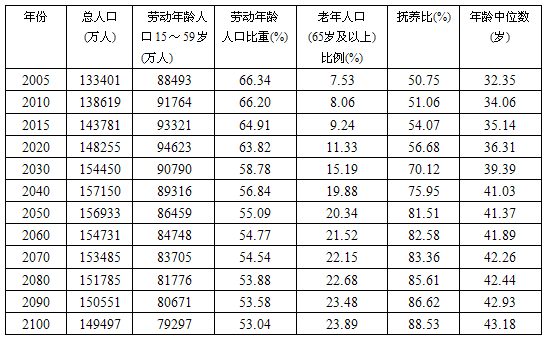 年份 总人口(万人) 劳动年龄人口 15～59岁(万人) 劳动年龄人口比重(%) 老年人口(65岁及以上)比例(%) 抚养比(%) 年龄中位数(岁)
2005 133401 88493 66.34 7.53 50.75 32.35
2010 138619 91764 66.20 8.06 51.06 34.06
2015 143781 93321 64.91 9.24 54.07 35.14
2020 148255 94623 63.82 11.33 56.68 36.31
2030 154450 90790 58.78 15.19 70.12 39.39
2040 157150 89316 56.84 19.88 75.95 41.03
2050 156933 86459 55.09 20.34 81.51 41.37
2060 154731 84748 54.77 21.52 82.58 41.89
2070 153485 83705 54.54 22.15 83.36 42.26
2080 151785 81776 53.88 22.68 85.61 42.44
2090 150551 80671 53.58 23.48 86.62 42.93
2100 149497 79297 53.04 23.89 88.53 43.18